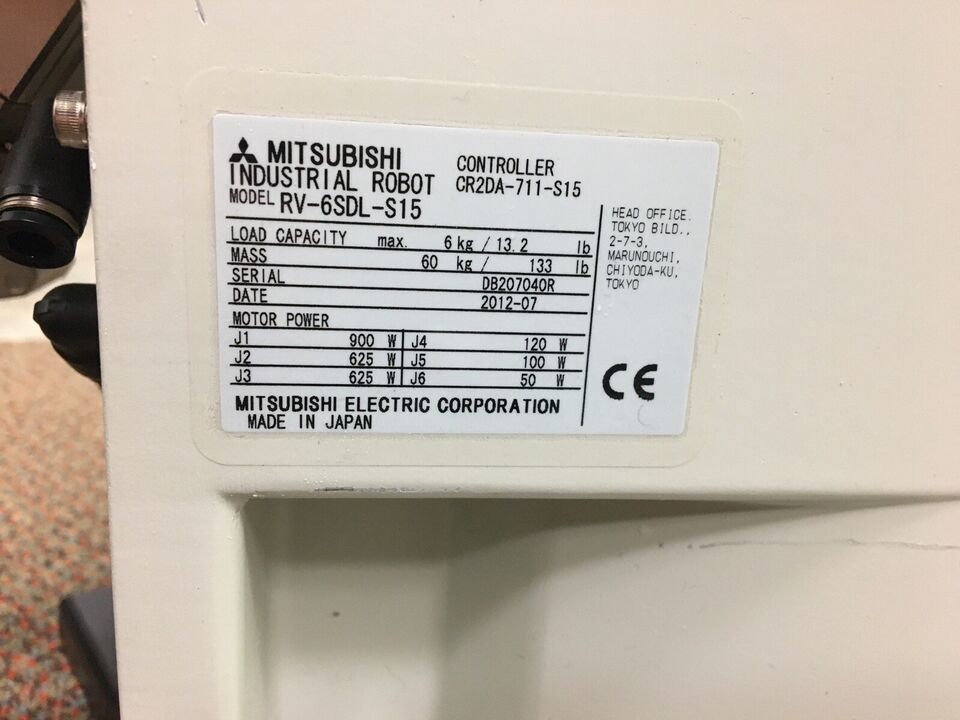 MITSUBISHI
INDUSTRIAL ROBOT
MODEL RV-6SDL-S15
CONTROLLER
CR2DA-711-S15
LOAD CAPACITY max. 6 kg / 13.2 lb
MASS 60 kg / 133 lb
SERIAL DB207040R
DATE 2012-07
MOTOR POWER
J1 900 W J4 120 W
J2 625 W J5 100 W
J3 625 W J6 50 W
MITSUBISHI ELECTRIC CORPORATION
MADE IN JAPAN
HEAD OFFICE.
TOKYO BILD.,
2-7-3,
MARUNOUCHI,
CHIYODA-KU,
TOKYO
CE